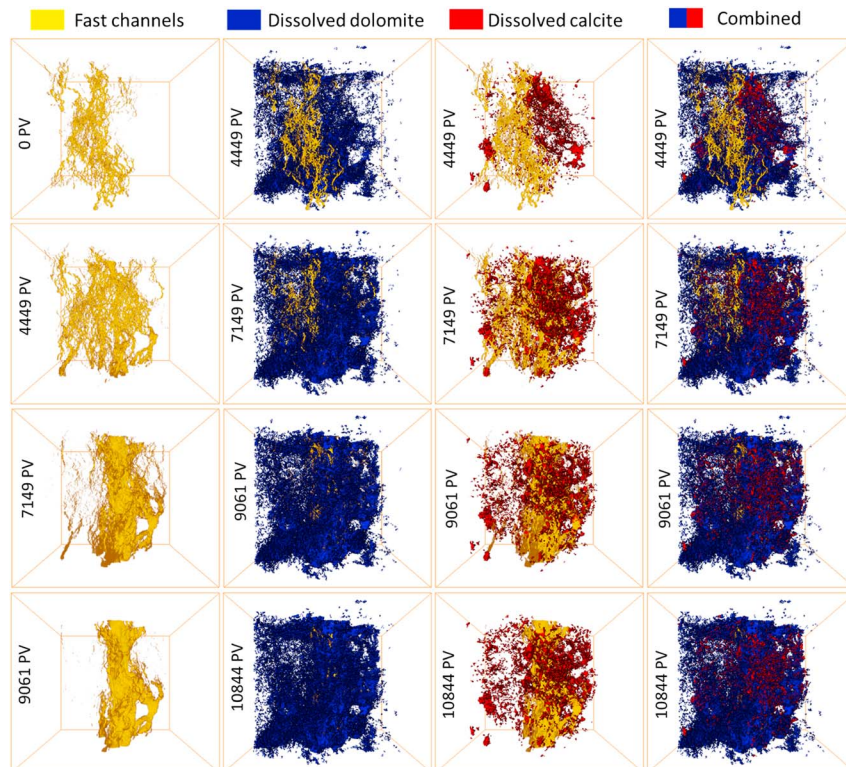 Fast channels
Dissolved dolomite
Dissolved calcite
Combined
0 PV
4449 PV
4449 PV
4449 PV
4449 PV
7149 PV
7149 PV
7149 PV
7149 PV
9061 PV
9061 PV
9061 PV
9061 PV
10844 PV
10844 PV
10844 PV